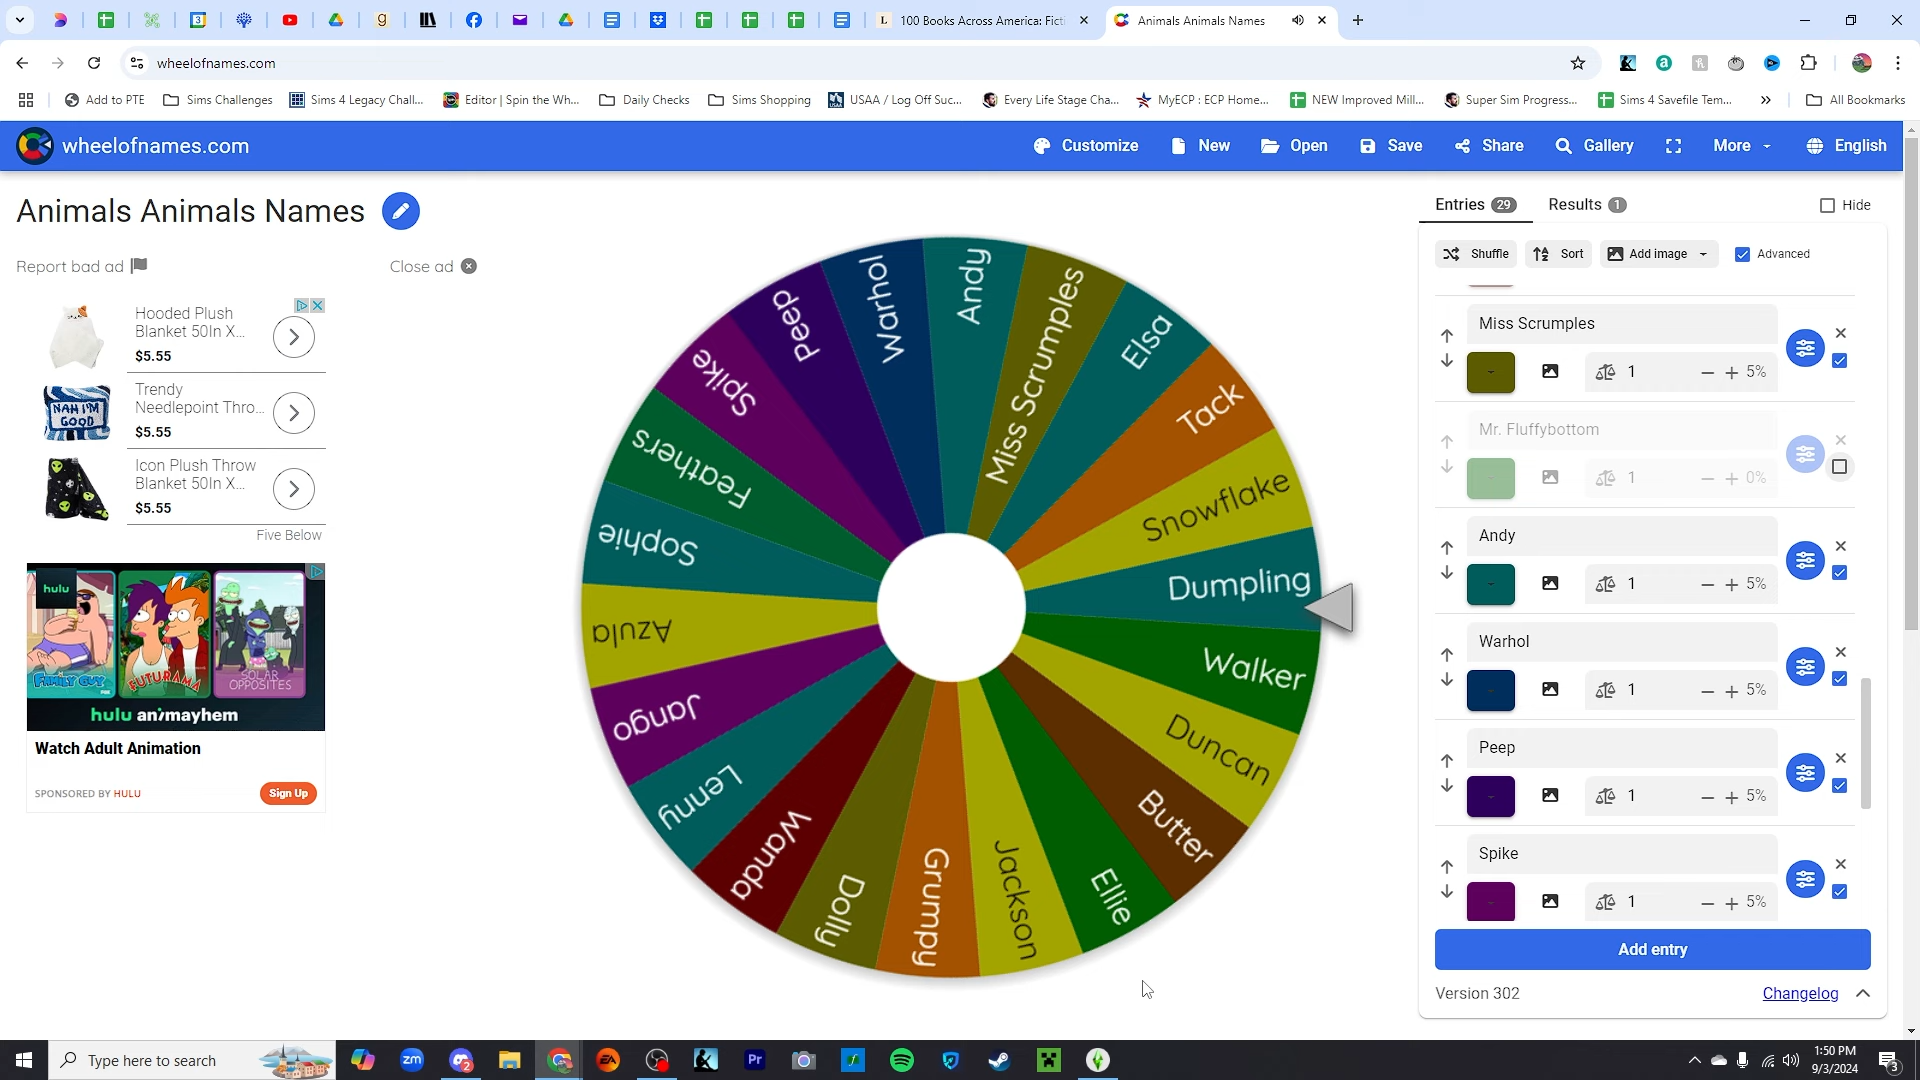 100 Books Across America: Ficti
Animals Animals Names
wheelofnames.com
Add to PTE
Sims Challenges
Sims 4 Legacy Chall...
Editor | Spin the Wh...
Daily Checks
Sims Shopping
USAA / Log Off Suc...
Every Life Stage Cha...
MyECP : ECP Home...
NEW Improved Mill...
Super Sim Progress...
Sims 4 Savefile Tem...
All Bookmarks
wheelofnames.com
Customize
New
Open
Save
Share
Gallery
More
English
Animals Animals Names
Report bad ad
Close ad
Hooded Plush
Blanket 50In X...
$5.55
Trendy
Needlepoint Thro...
$5.55
NAH I'M
GOOD
Icon Plush Throw
Blanket 50In X...
$5.55
Five Below
hulu
FAMILY GUY
FUTURAMA
SOLAR
OPPOSITES
hulu animayhem
Watch Adult Animation
SPONSORED BY HULU
Sign Up
Andy
Miss Scrumples
Elsa
Tack
Snowflake
Dumpling
Walker
Duncan
Butter
Ellie
Jackson
Grumpy
Dolly
Wanda
Lenny
Jango
Azula
Sophie
Feathers
Spike
Peep
Warhol
Entries 29
Results 1
Hide
Shuffle
Sort
Add image
Advanced
Miss Scrumples
1
5%
Mr. Fluffybottom
1
0%
Andy
1
5%
Warhol
1
5%
Peep
1
5%
Spike
1
5%
Add entry
Version 302
Changelog
Type here to search
1:50 PM
9/3/2024